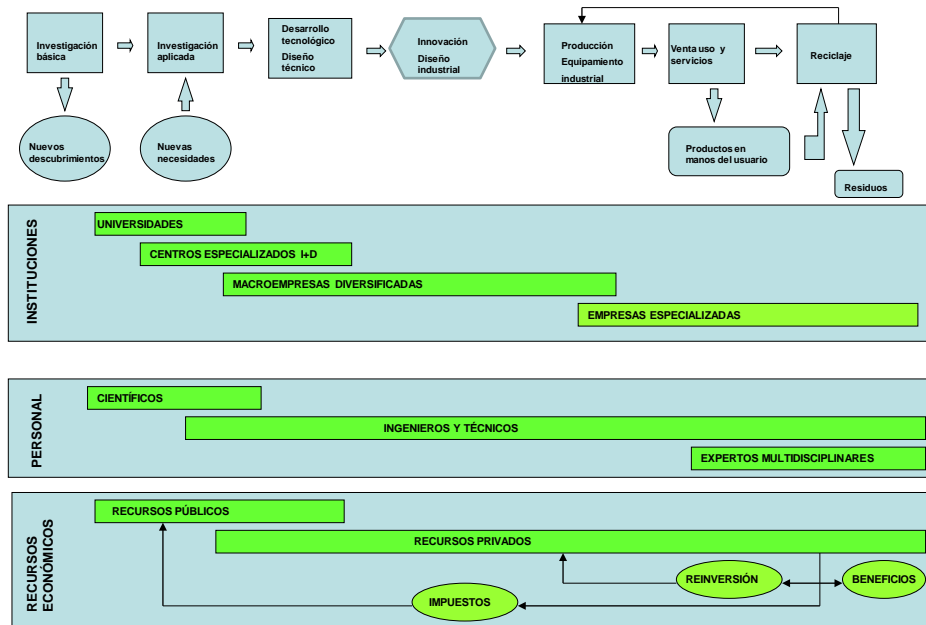 Investigación
básica
Investigación
aplicada
Desarrollo
tecnológico
Diseño
técnico
Innovación
Diseño
industrial
Producción
Equipamiento
industrial
Venta uso y
servicios
Reciclaje
Nuevos
descubrimientos
Nuevas
necesidades
Productos en
manos del usuario
Residuos
INSTITUCIONES
UNIVERSIDADES
CENTROS ESPECIALIZADOS I+D
MACROEMPRESAS DIVERSIFICADAS
EMPRESAS ESPECIALIZADAS
PERSONAL
CIENTÍFICOS
INGENIEROS Y TÉCNICOS
EXPERTOS MULTIDISCIPLINARES
RECURSOS
ECONÓMICOS
RECURSOS PÚBLICOS
RECURSOS PRIVADOS
REINVERSIÓN
BENEFICIOS
IMPUESTOS